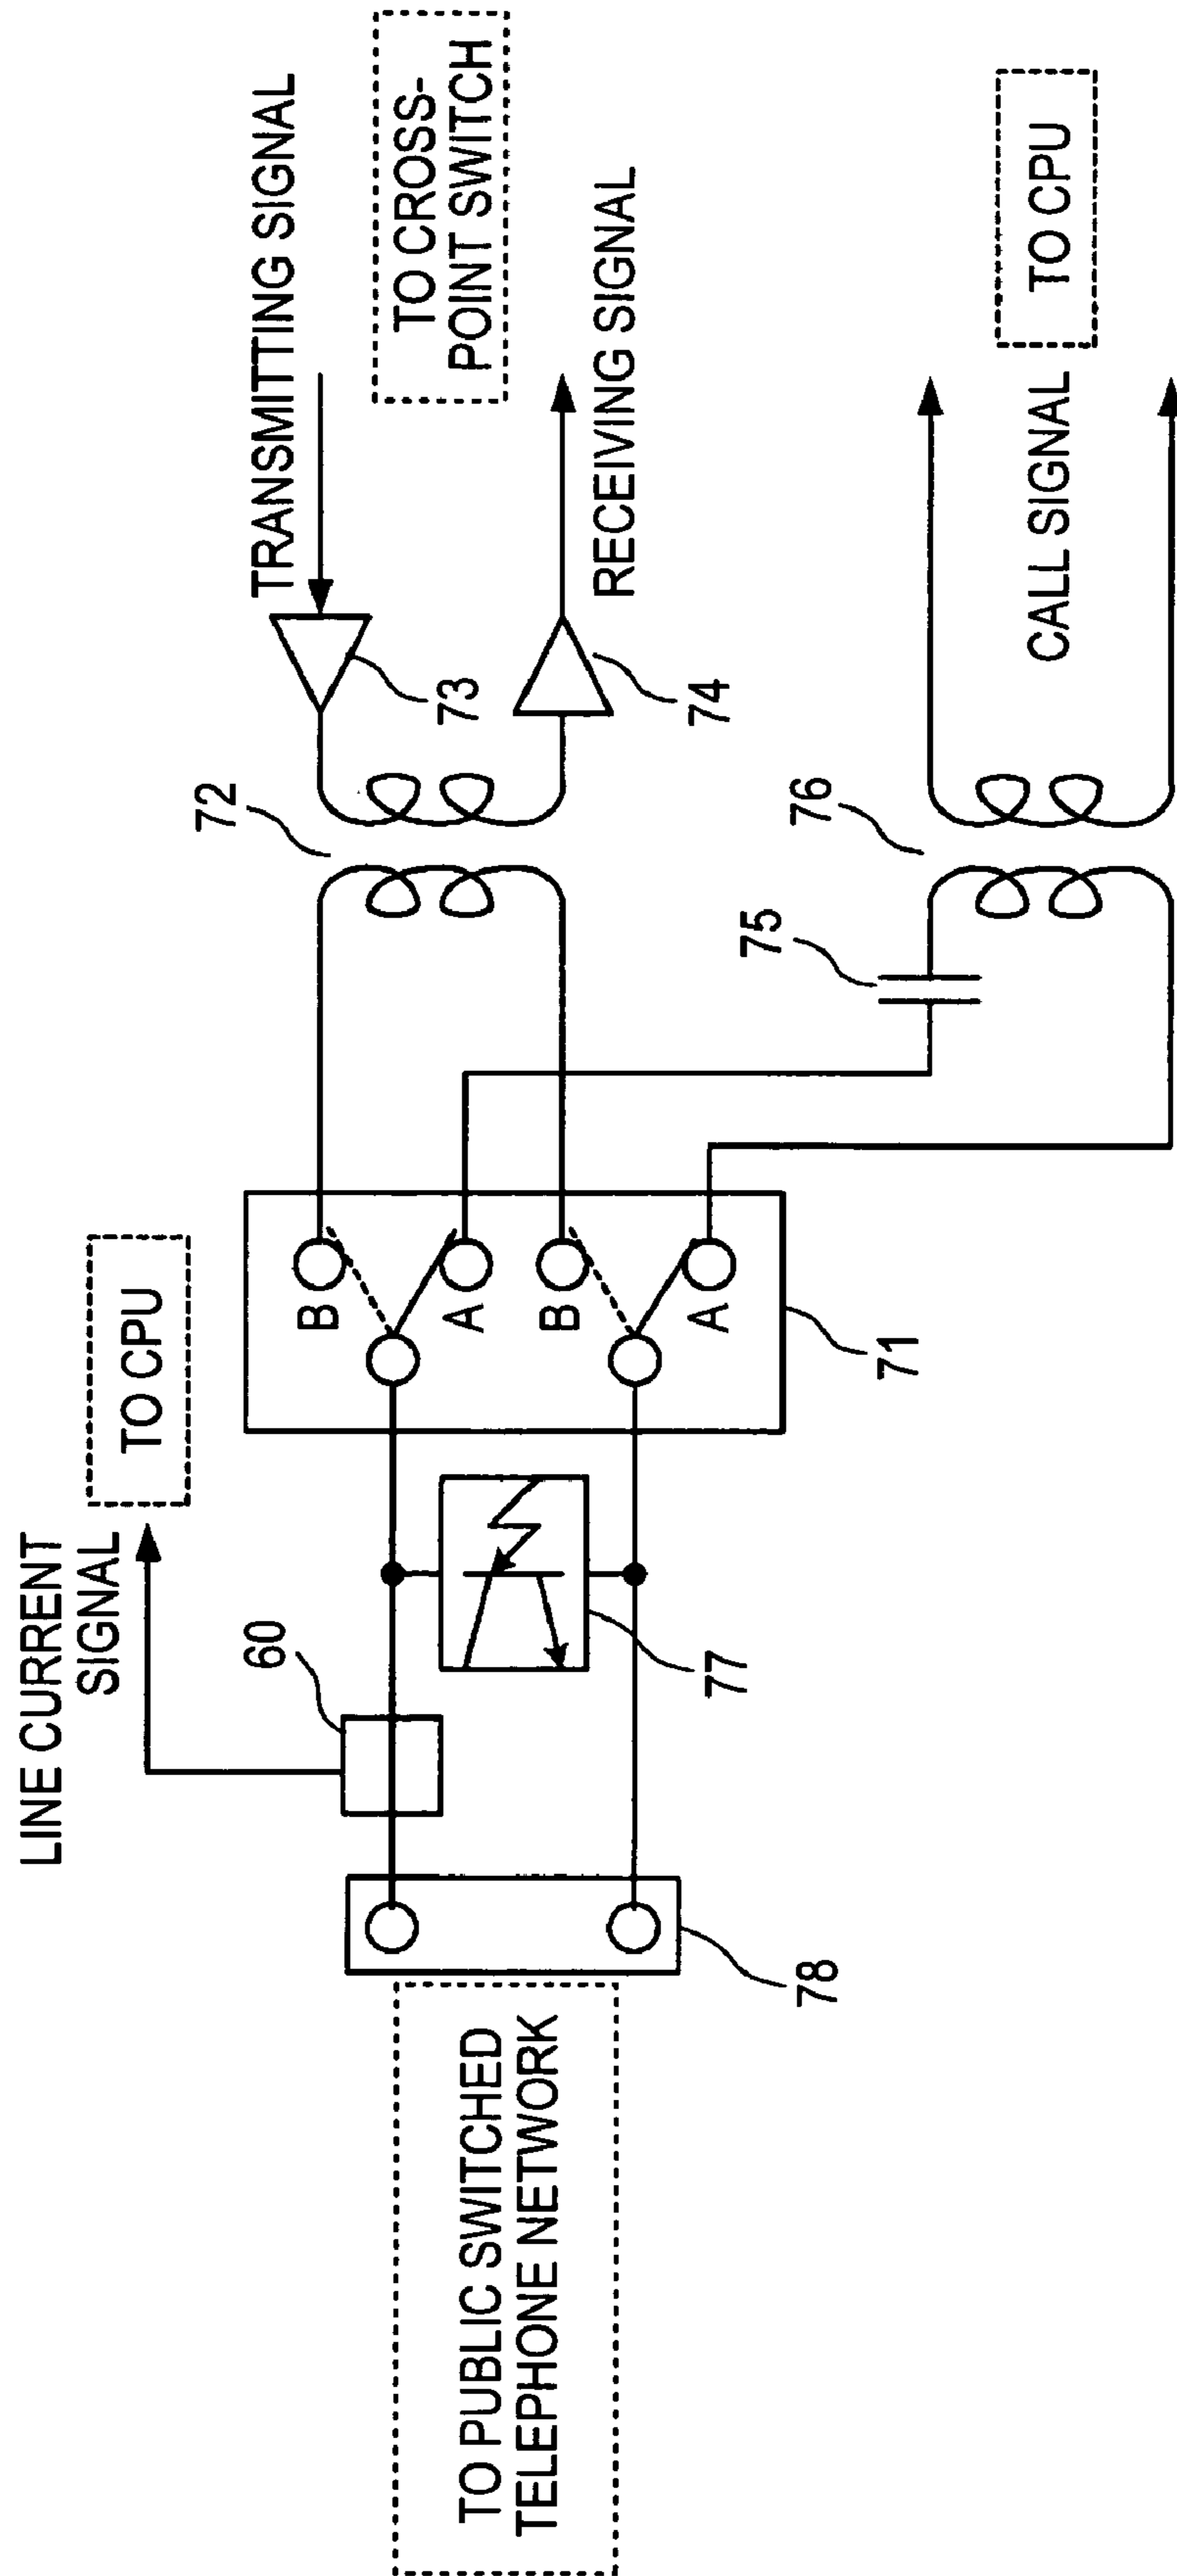 TRANSMITTING SIGNAL
TO CROSS-
POINT SWITCH
RECEIVING SIGNAL
TO CPU
CALL SIGNAL
73
74
72
76
75
TO CPU
LINE CURRENT
SIGNAL
B
A
B
A
71
60
77
78
TO PUBLIC SWITCHED
TELEPHONE NETWORK